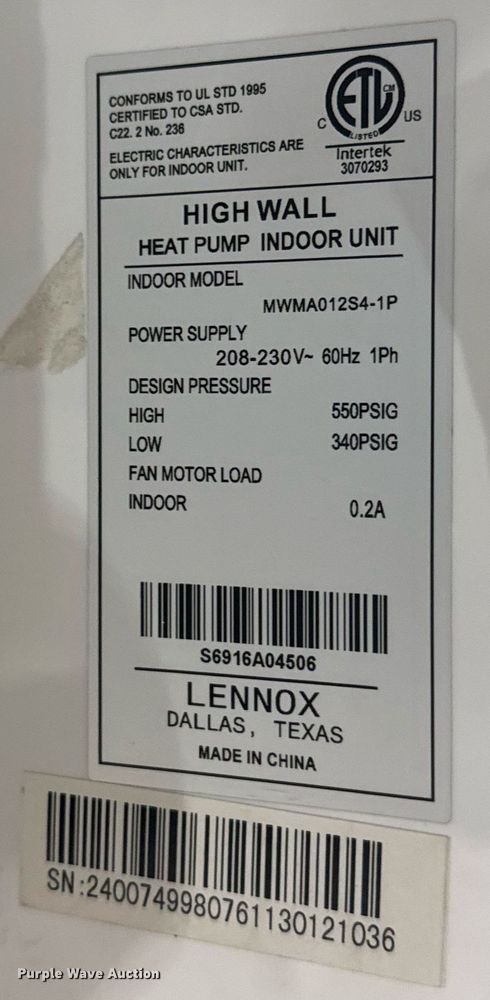 CONFORMS TO UL STD 1995
CERTIFIED TO CSA STD.
C22. 2 No. 236
ELECTRIC CHARACTERISTICS ARE
ONLY FOR INDOOR UNIT.
ETL CM
C US
LISTED
Intertek
3070293
HIGH WALL
HEAT PUMP INDOOR UNIT
INDOOR MODEL
MWMA012S4-1P
POWER SUPPLY
208-230V~ 60Hz 1Ph
DESIGN PRESSURE
HIGH 550PSIG
LOW 340PSIG
FAN MOTOR LOAD
INDOOR 0.2A
S6916A04506
LENNOX
DALLAS, TEXAS
MADE IN CHINA
SN:2400749980761130121036
Purple Wave Auction